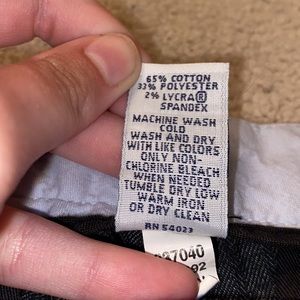 65% COTTON
33% POLYESTER
2% LYCRA®
SPANDEX
MACHINE WASH
COLD
WASH AND DRY
WITH LIKE COLORS
ONLY NON-
CHLORINE BLEACH
WHEN NEEDED
TUMBLE DRY LOW
WARM IRON
OR DRY CLEAN
RN 54023